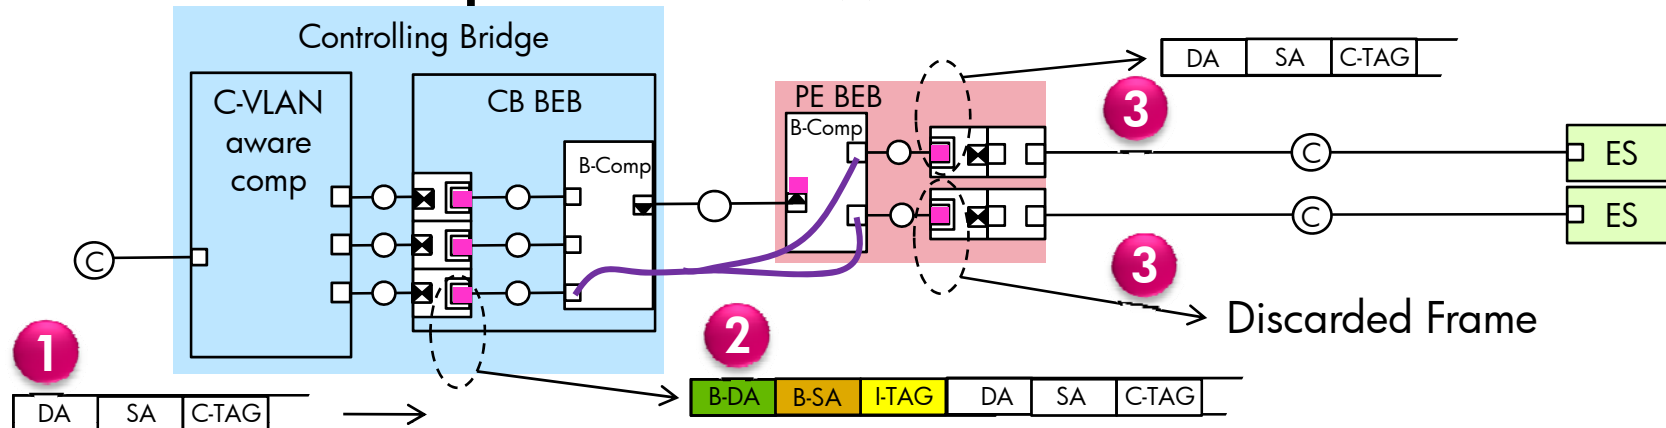 Controlling Bridge
C-VLAN
aware
comp
CB BEB
B-Comp
PE BEB
B-Comp
DA SA C-TAG
3
C
ES
C
ES
C
3
Discarded Frame
1
2
DA SA C-TAG
B-DA B-SA I-TAG DA SA C-TAG